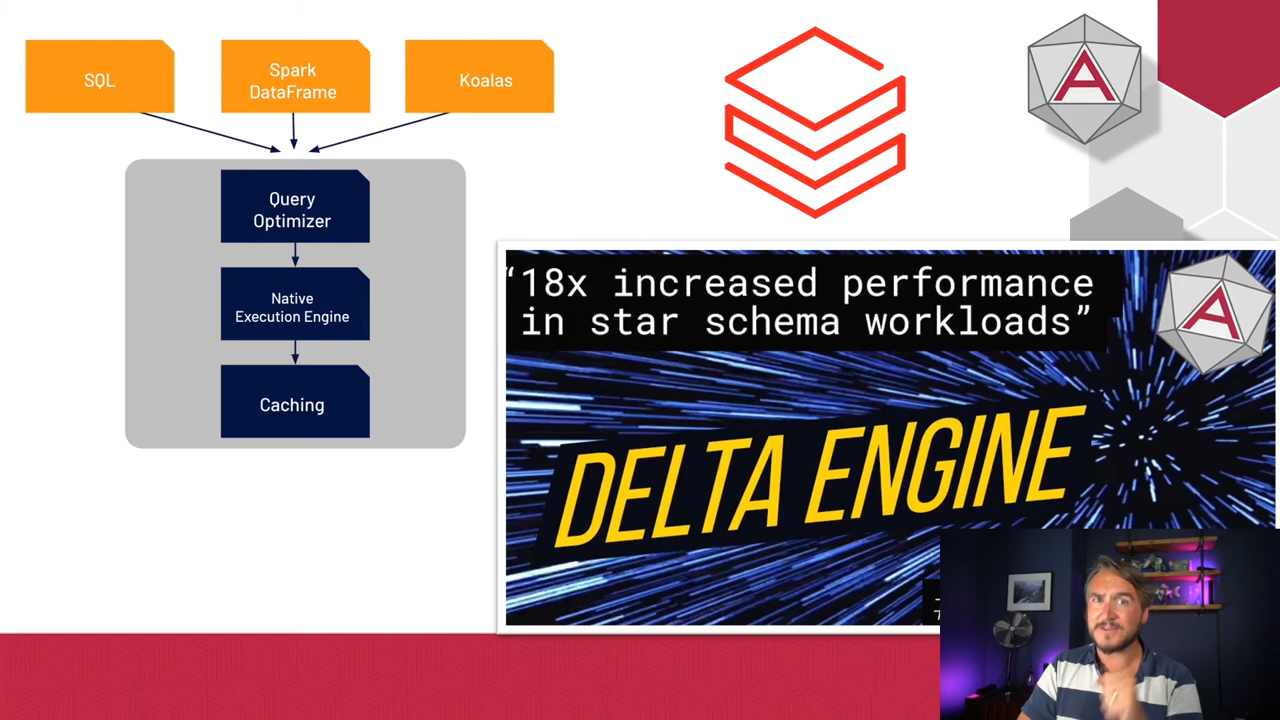 SQL
Spark
DataFrame
Koalas
Query
Optimizer
Native
Execution Engine
Caching
A
“18x increased performance
in star schema workloads”
A
DELTA ENGINE